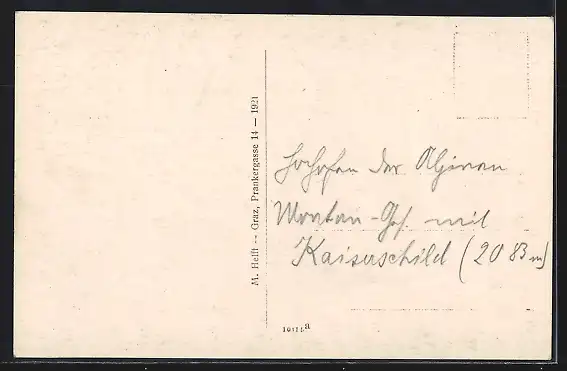 M. Helff -- Graz, Prankergasse 14 — 1921
Hochofen der Alpinen
Montan-Ges. mit
Kaiserschild (2083 m)